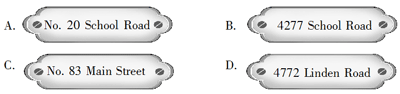 A. No. 20 School Road
B. 4277 School Road
C. No. 83 Main Street
D. 4772 Linden Road